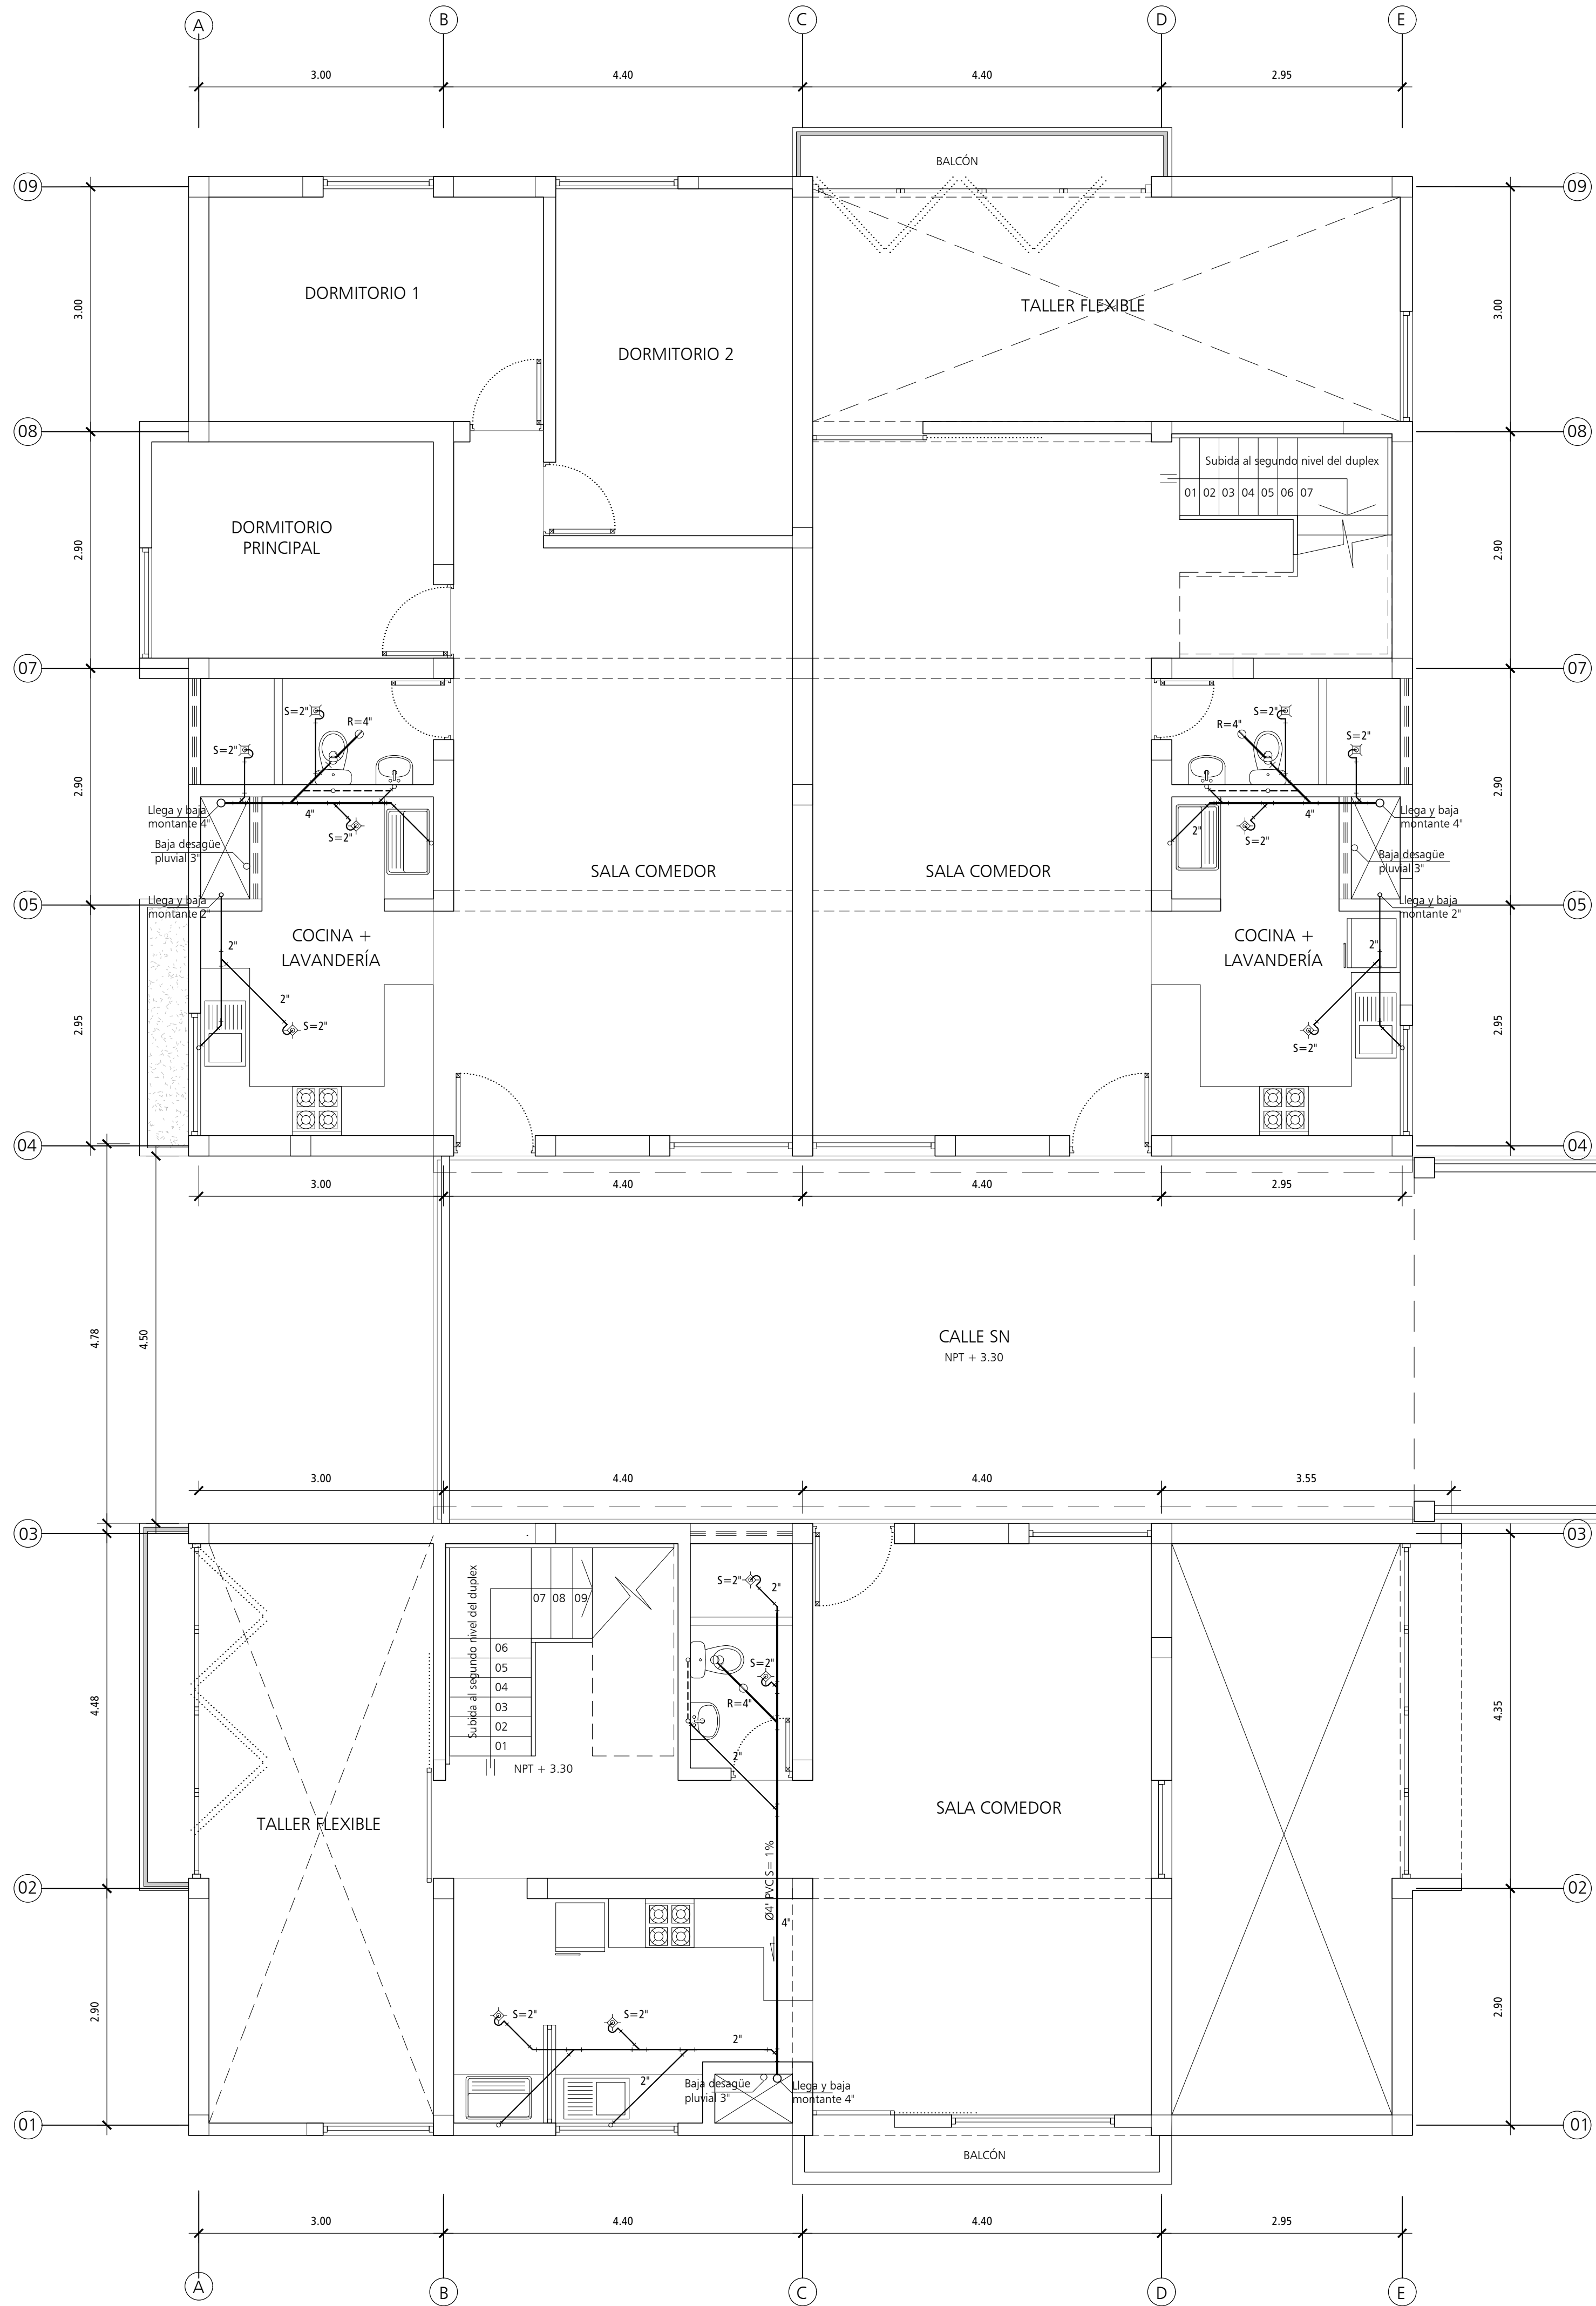 A
B
C
D
E
3.00
4.40
4.40
2.95
BALCÓN
09
09
DORMITORIO 1
TALLER FLEXIBLE
3.00
3.00
DORMITORIO 2
08
08
Subida al segundo nivel del duplex
01 02 03 04 05 06 07
DORMITORIO
PRINCIPAL
2.90
2.90
07
07
S=2"
R=4"
S=2"
R=4"
S=2"
S=2"
2.90
2.90
Llega y baja
montante 4"
4"
S=2"
Baja desagüe
pluvial 3"
2"
S=2"
4"
Llega y baja
montante 4"
Baja desagüe
pluvial 3"
SALA COMEDOR
SALA COMEDOR
05
05
Llega y baja
montante 2"
Llega y baja
montante 2"
COCINA +
LAVANDERÍA
COCINA +
LAVANDERÍA
2"
2"
2"
S=2"
S=2"
2.95
2.95
04
04
3.00
4.40
4.40
2.95
4.78
4.50
CALLE SN
NPT + 3.30
3.00
4.40
4.40
3.55
03
03
Subida al segundo nivel del duplex
07 08 09
06
05
04
03
02
01
NPT + 3.30
S=2"
2"
S=2"
R=4"
2"
4.48
4.35
TALLER FLEXIBLE
SALA COMEDOR
Ø4" PVC S= 1%
4"
02
02
2.90
2.90
S=2"
S=2"
2"
2"
Baja desagüe
pluvial 3"
Llega y baja
montante 4"
01
01
BALCÓN
3.00
4.40
4.40
2.95
A
B
C
D
E